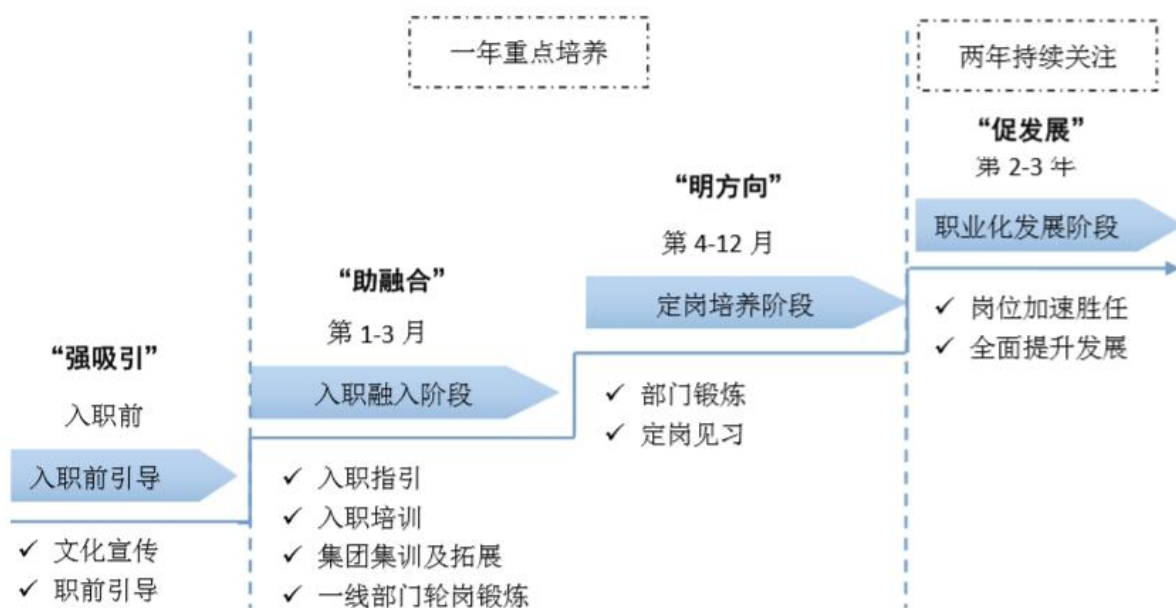 一年重点培养
两年持续关注
“强吸引”
入职前
入职前引导
✓ 文化宣传
✓ 职前引导
“助融合”
第 1-3 月
入职融入阶段
✓ 入职指引
✓ 入职培训
✓ 集团集训及拓展
✓ 一线部门轮岗锻炼
“明方向”
第 4-12 月
定岗培养阶段
✓ 部门锻炼
✓ 定岗见习
“促发展”
第 2-3 年
职业化发展阶段
✓ 岗位加速胜任
✓ 全面提升发展